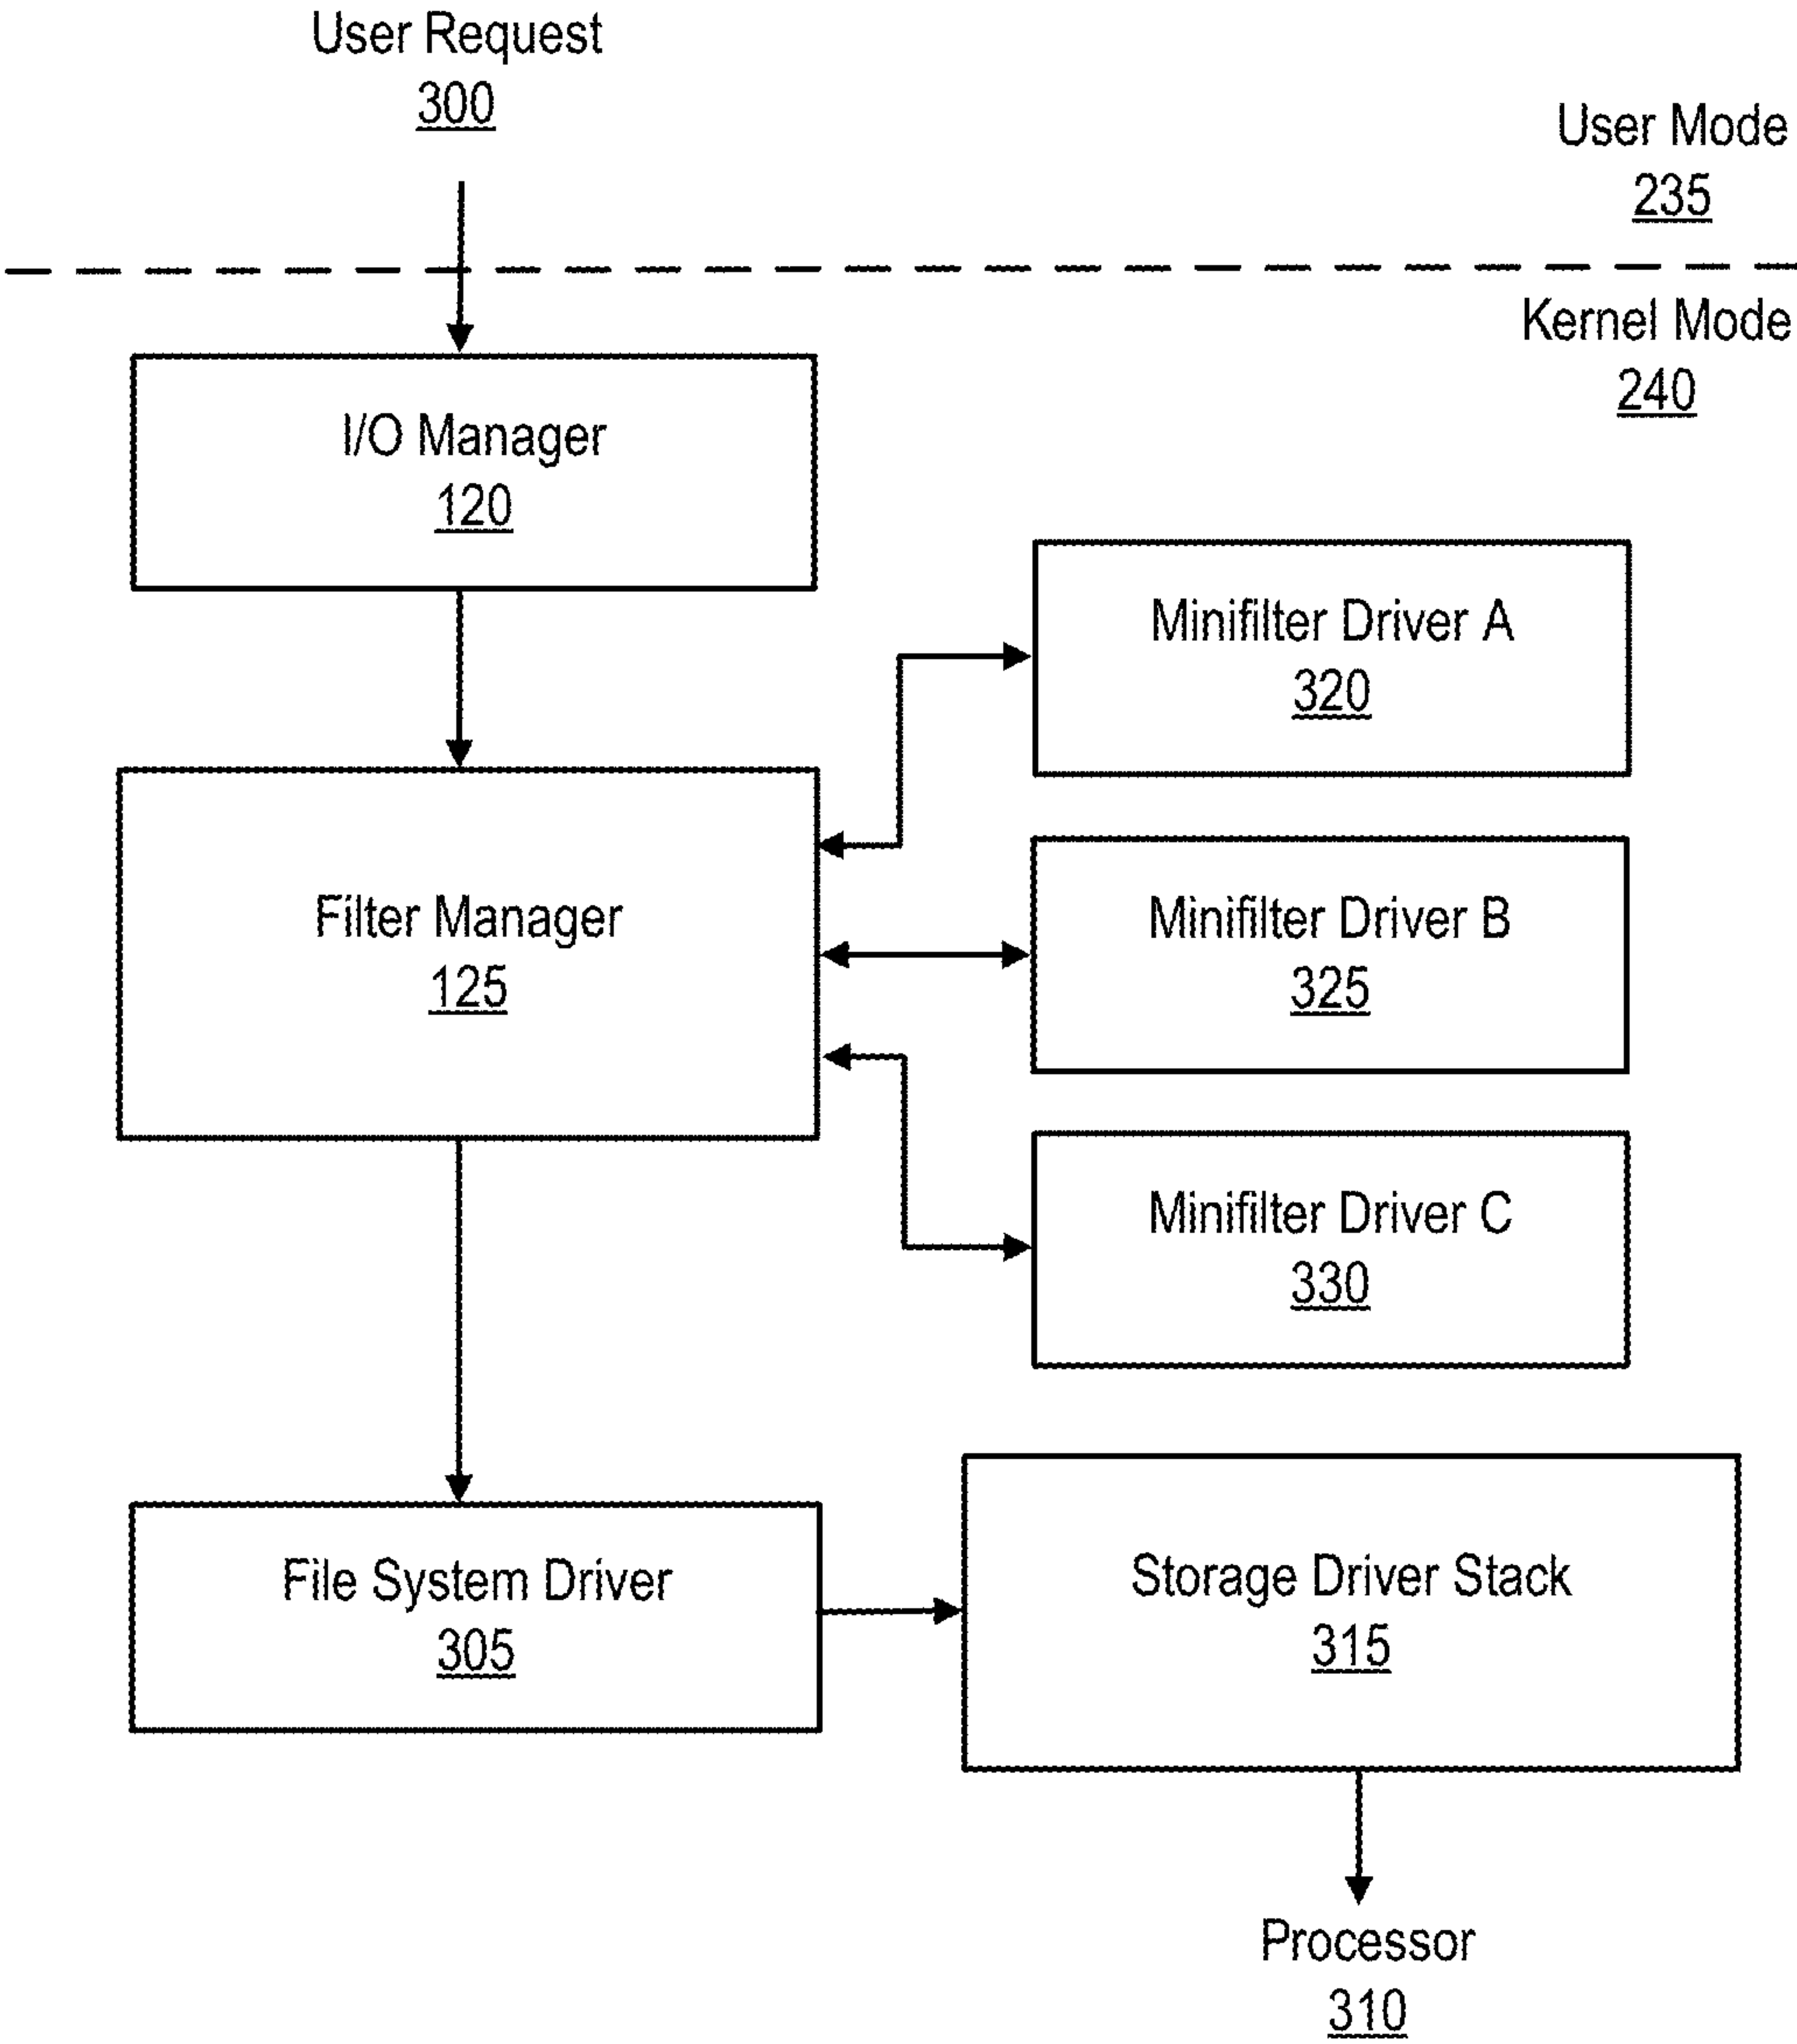 User Request
300
User Mode
235
Kernel Mode
240
I/O Manager
120
Minifilter Driver A
320
Filter Manager
125
Minifilter Driver B
325
Minifilter Driver C
330
File System Driver
305
Storage Driver Stack
315
Processor
310